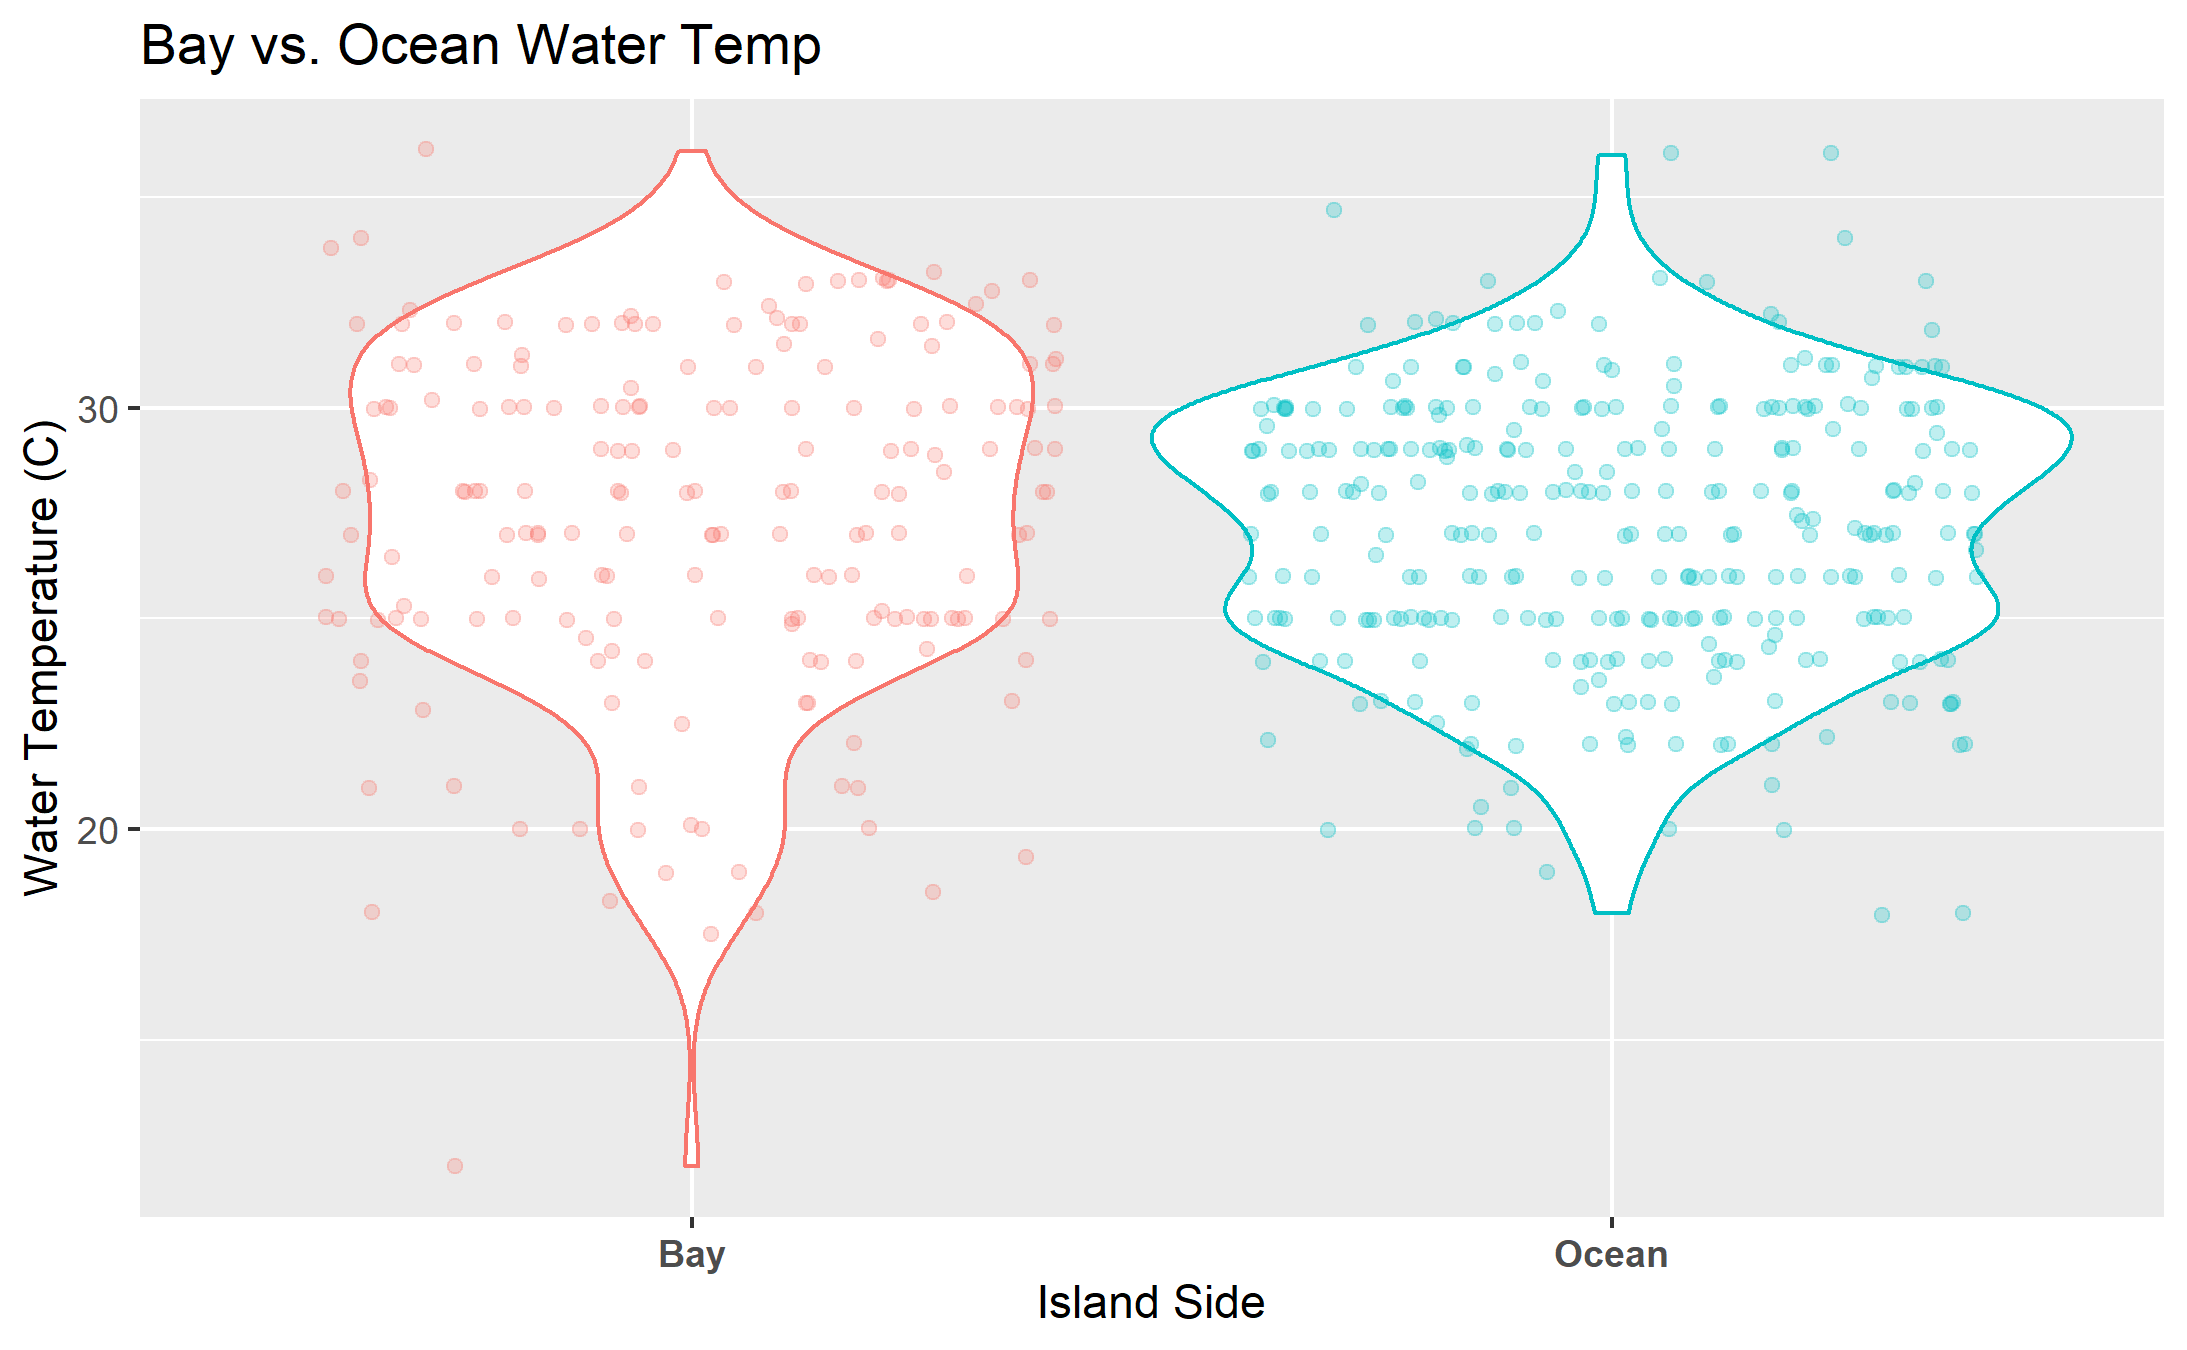 Bay vs. Ocean Water Temp
Water Temperature (C)
30
20
Bay
Ocean
Island Side